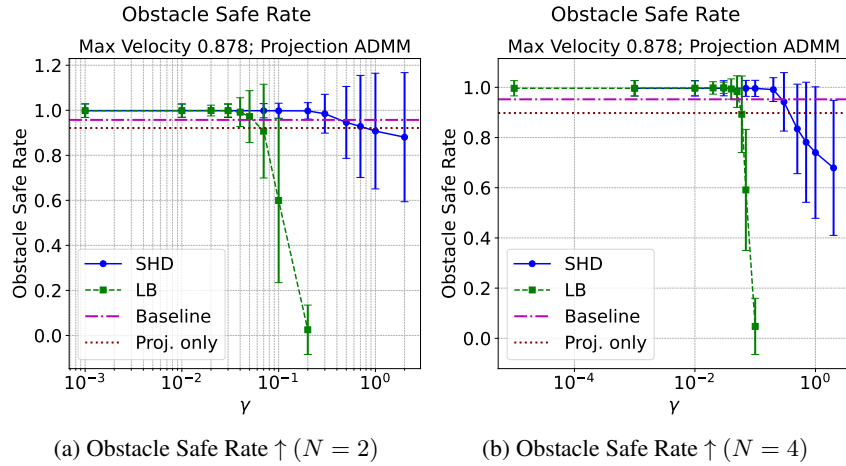 Obstacle Safe Rate
Max Velocity 0.878; Projection ADMM
1.2
1.0
0.8
0.6
0.4
0.2
0.0
Obstacle Safe Rate
SHD
LB
Baseline
Proj. only
10⁻³
10⁻²
10⁻¹
10⁰
γ
(a) Obstacle Safe Rate ↑ (N = 2)
Obstacle Safe Rate
Max Velocity 0.878; Projection ADMM
1.0
0.8
0.6
0.4
0.2
0.0
Obstacle Safe Rate
SHD
LB
Baseline
Proj. only
10⁻⁴
10⁻²
10⁰
γ
(b) Obstacle Safe Rate ↑ (N = 4)